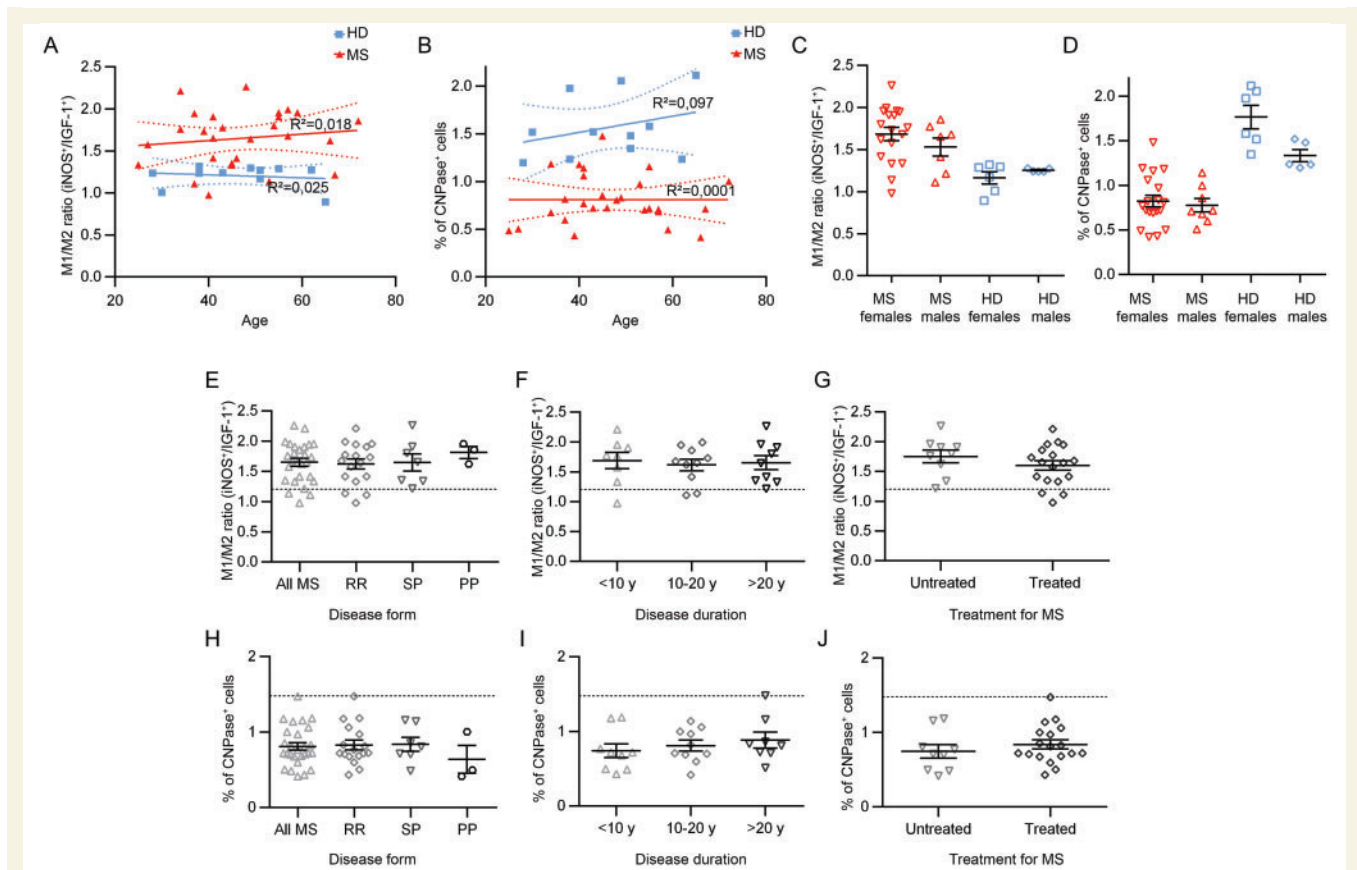 A
HD
MS
M1/M2 ratio (iNOS⁺/IGF-1⁺)
2.5
2.0
1.5
1.0
0.5
0.0
R²=0,018
R²=0,025
20 40 60 80
Age
B
HD
MS
% of CNPase⁺ cells
2.0
1.5
1.0
0.5
0.0
R²=0,097
R²=0,0001
20 40 60 80
Age
C
M1/M2 ratio (iNOS⁺/IGF-1⁺)
2.5
2.0
1.5
1.0
0.5
0.0
MS females
MS males
HD females
HD males
D
% of CNPase⁺ cells
2.0
1.5
1.0
0.5
0.0
MS females
MS males
HD females
HD males
E
M1/M2 ratio (iNOS⁺/IGF-1⁺)
2.5
2.0
1.5
1.0
0.5
0.0
All MS RR SP PP
Disease form
F
M1/M2 ratio (iNOS⁺/IGF-1⁺)
2.5
2.0
1.5
1.0
0.5
0.0
<10 y 10-20 y >20 y
Disease duration
G
M1/M2 ratio (iNOS⁺/IGF-1⁺)
2.5
2.0
1.5
1.0
0.5
0.0
Untreated Treated
Treatment for MS
H
% of CNPase⁺ cells
2
1
0
All MS RR SP PP
Disease form
I
% of CNPase⁺ cells
2
1
0
<10 y 10-20 y >20 y
Disease duration
J
% of CNPase⁺ cells
2
1
0
Untreated Treated
Treatment for MS